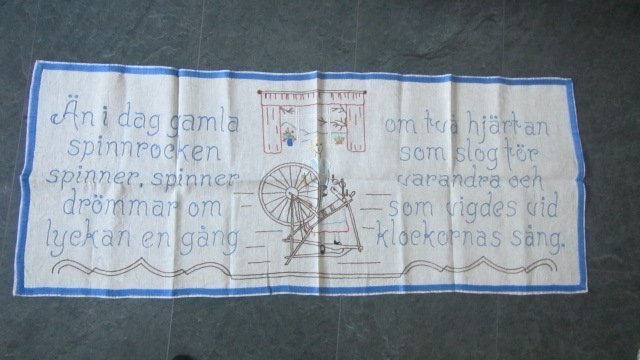 Än i dag gamla
spinnrocken
spinner, spinner
drömmar om
lyckan en gång
om två hjärtan
som slog för
varandra och
som vigdes vid
klockornas sång.